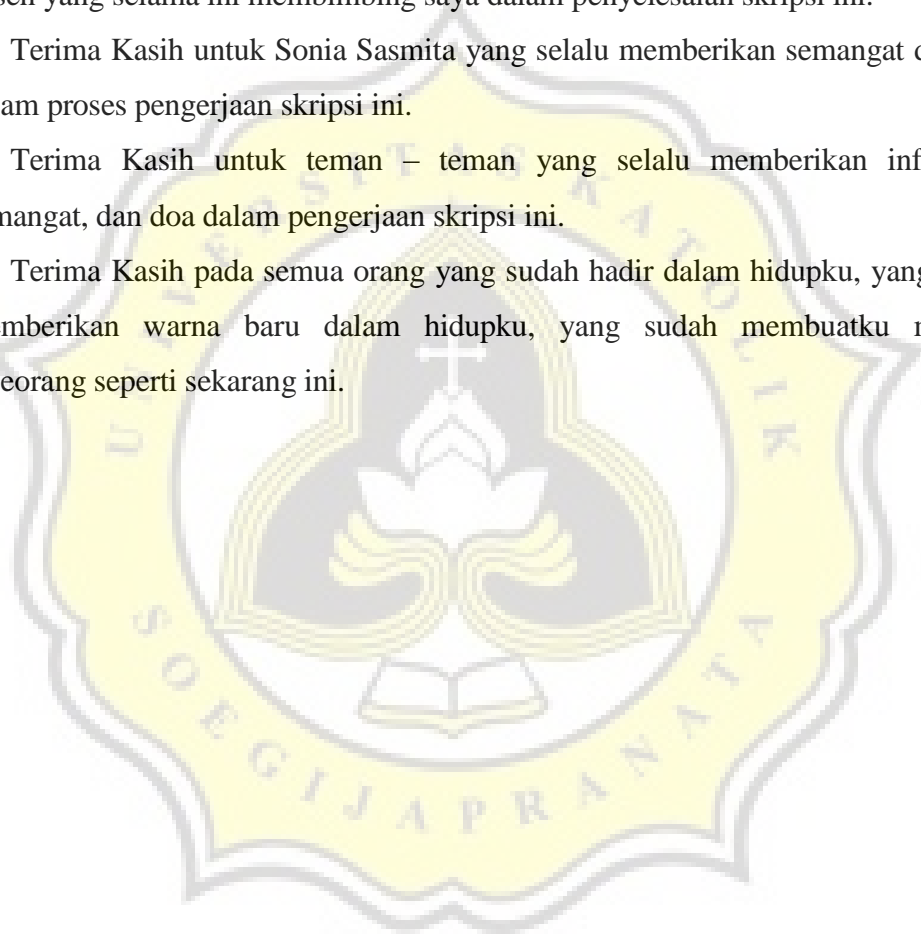 sen yang selama ini membimbing saya dalam penyelesaian skripsi ini.
Terima Kasih untuk Sonia Sasmita yang selalu memberikan semangat d
am proses pengerjaan skripsi ini.
Terima Kasih untuk teman – teman yang selalu memberikan inf
mangat, dan doa dalam pengerjaan skripsi ini.
Terima Kasih pada semua orang yang sudah hadir dalam hidupku, yang
mberikan warna baru dalam hidupku, yang sudah membuatku m
eorang seperti sekarang ini.
UNIVERSITAS KATOLIK
SOEGIJAPRANATA